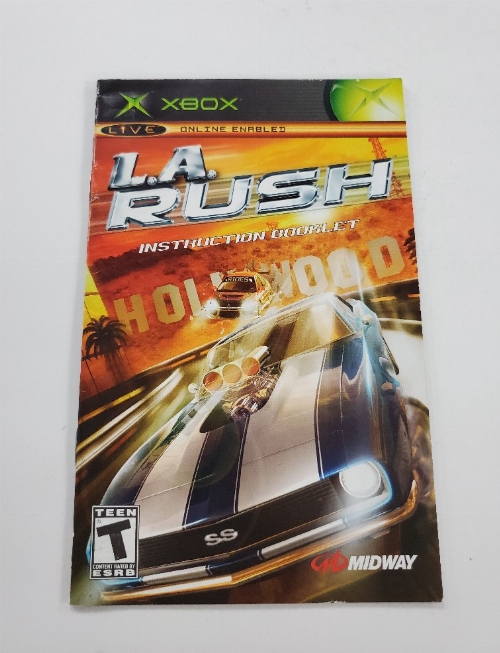 XBOX
LIVE ONLINE ENABLED
L.A.
RUSH
INSTRUCTION BOOKLET
HOLLYWOOD
SS
TEEN
T
CONTENT RATED BY
ESRB
MIDWAY